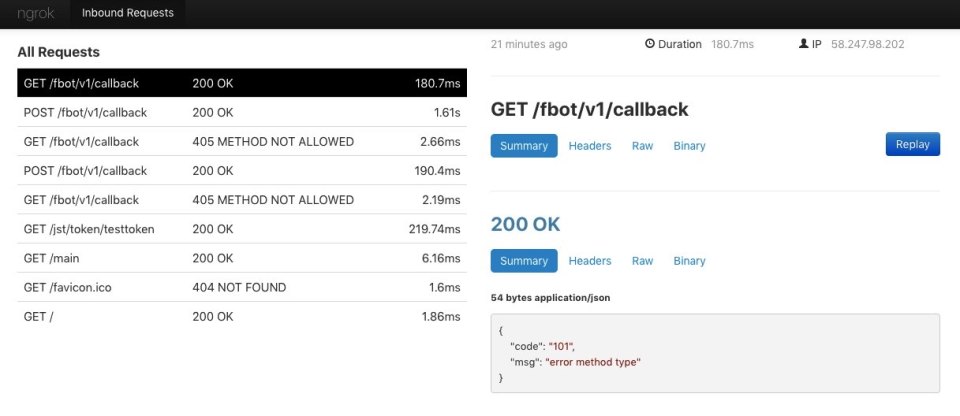 ngrok Inbound Requests
All Requests
GET /fbot/v1/callback 200 OK 180.7ms
POST /fbot/v1/callback 200 OK 1.61s
GET /fbot/v1/callback 405 METHOD NOT ALLOWED 2.66ms
POST /fbot/v1/callback 200 OK 190.4ms
GET /fbot/v1/callback 405 METHOD NOT ALLOWED 2.19ms
GET /jst/token/testtoken 200 OK 219.74ms
GET /main 200 OK 6.16ms
GET /favicon.ico 404 NOT FOUND 1.6ms
GET / 200 OK 1.86ms
21 minutes ago Duration 180.7ms IP 58.247.98.202
GET /fbot/v1/callback
Summary Headers Raw Binary Replay
200 OK
Summary Headers Raw Binary
54 bytes application/json
{
"code": "101",
"msg": "error method type"
}